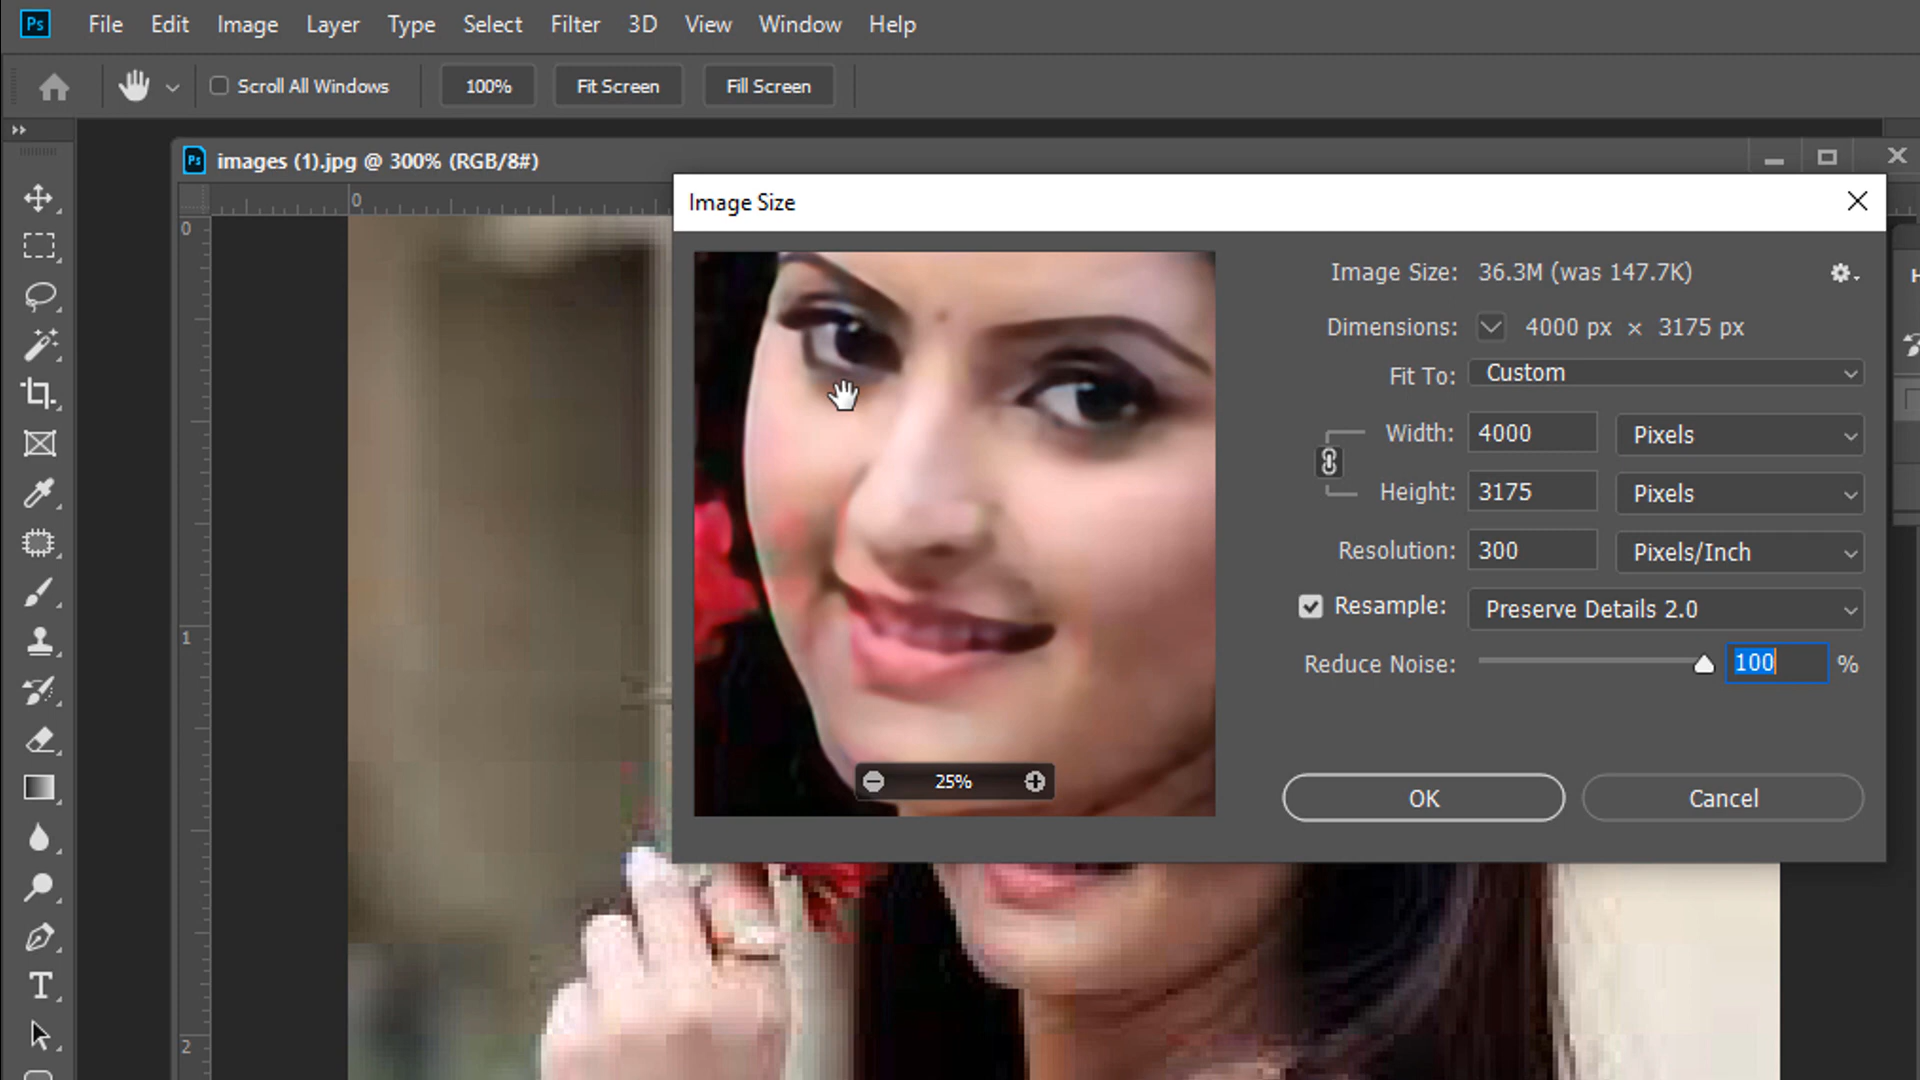 Ps File Edit Image Layer Type Select Filter 3D View Window Help
Scroll All Windows 100% Fit Screen Fill Screen
Ps images (1).jpg @ 300% (RGB/8#)
0
0
1
2
Image Size
Image Size: 36.3M (was 147.7K)
Dimensions: 4000 px × 3175 px
Fit To: Custom
Width: 4000 Pixels
Height: 3175 Pixels
Resolution: 300 Pixels/Inch
Resample: Preserve Details 2.0
Reduce Noise: 100 %
25%
OK Cancel
T